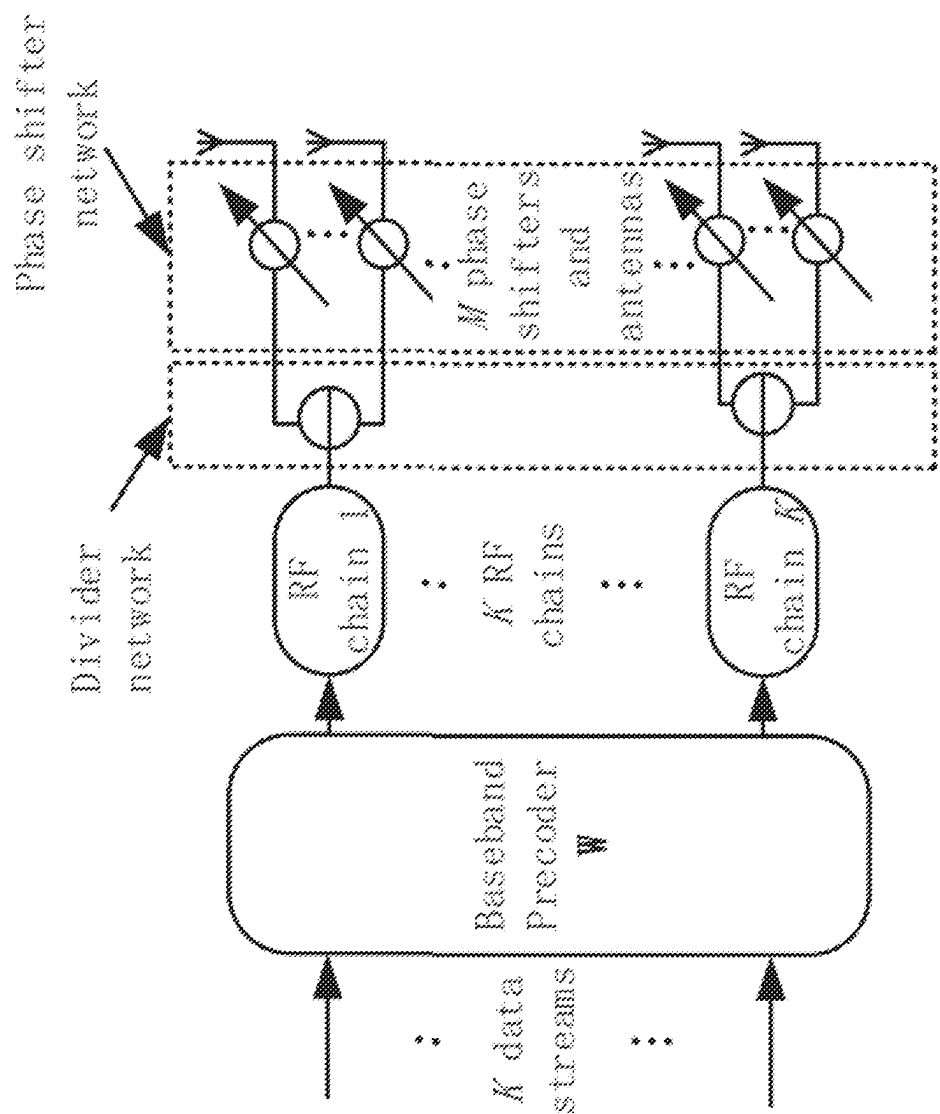 Phase shifter
network
Divider
network
M phase
shifters
and
antennas
RF
chain 1
K RF
chains
RF
chain K
Baseband
Precoder
W
K data
streams